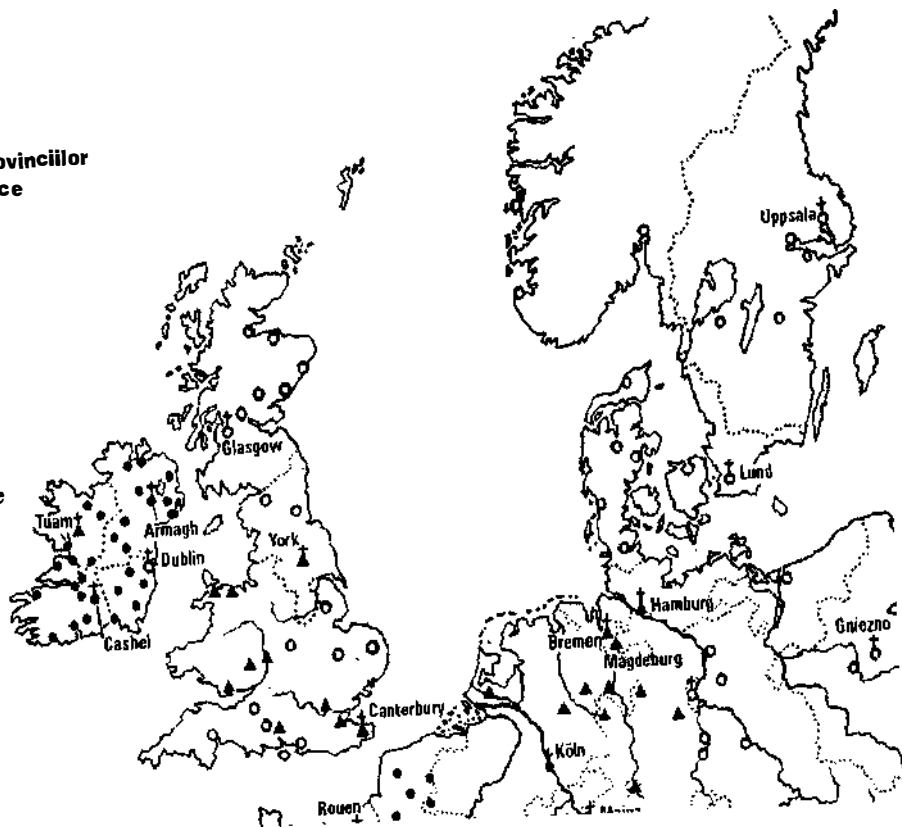 ovinciilor
ce
e
Uppsala
Glasgow
Lund
Tuam
Armagh
York
Dublin
Hamburg
Gniezno
Cashel
Bremen
Magdeburg
Canterbury
Köln
Rouen